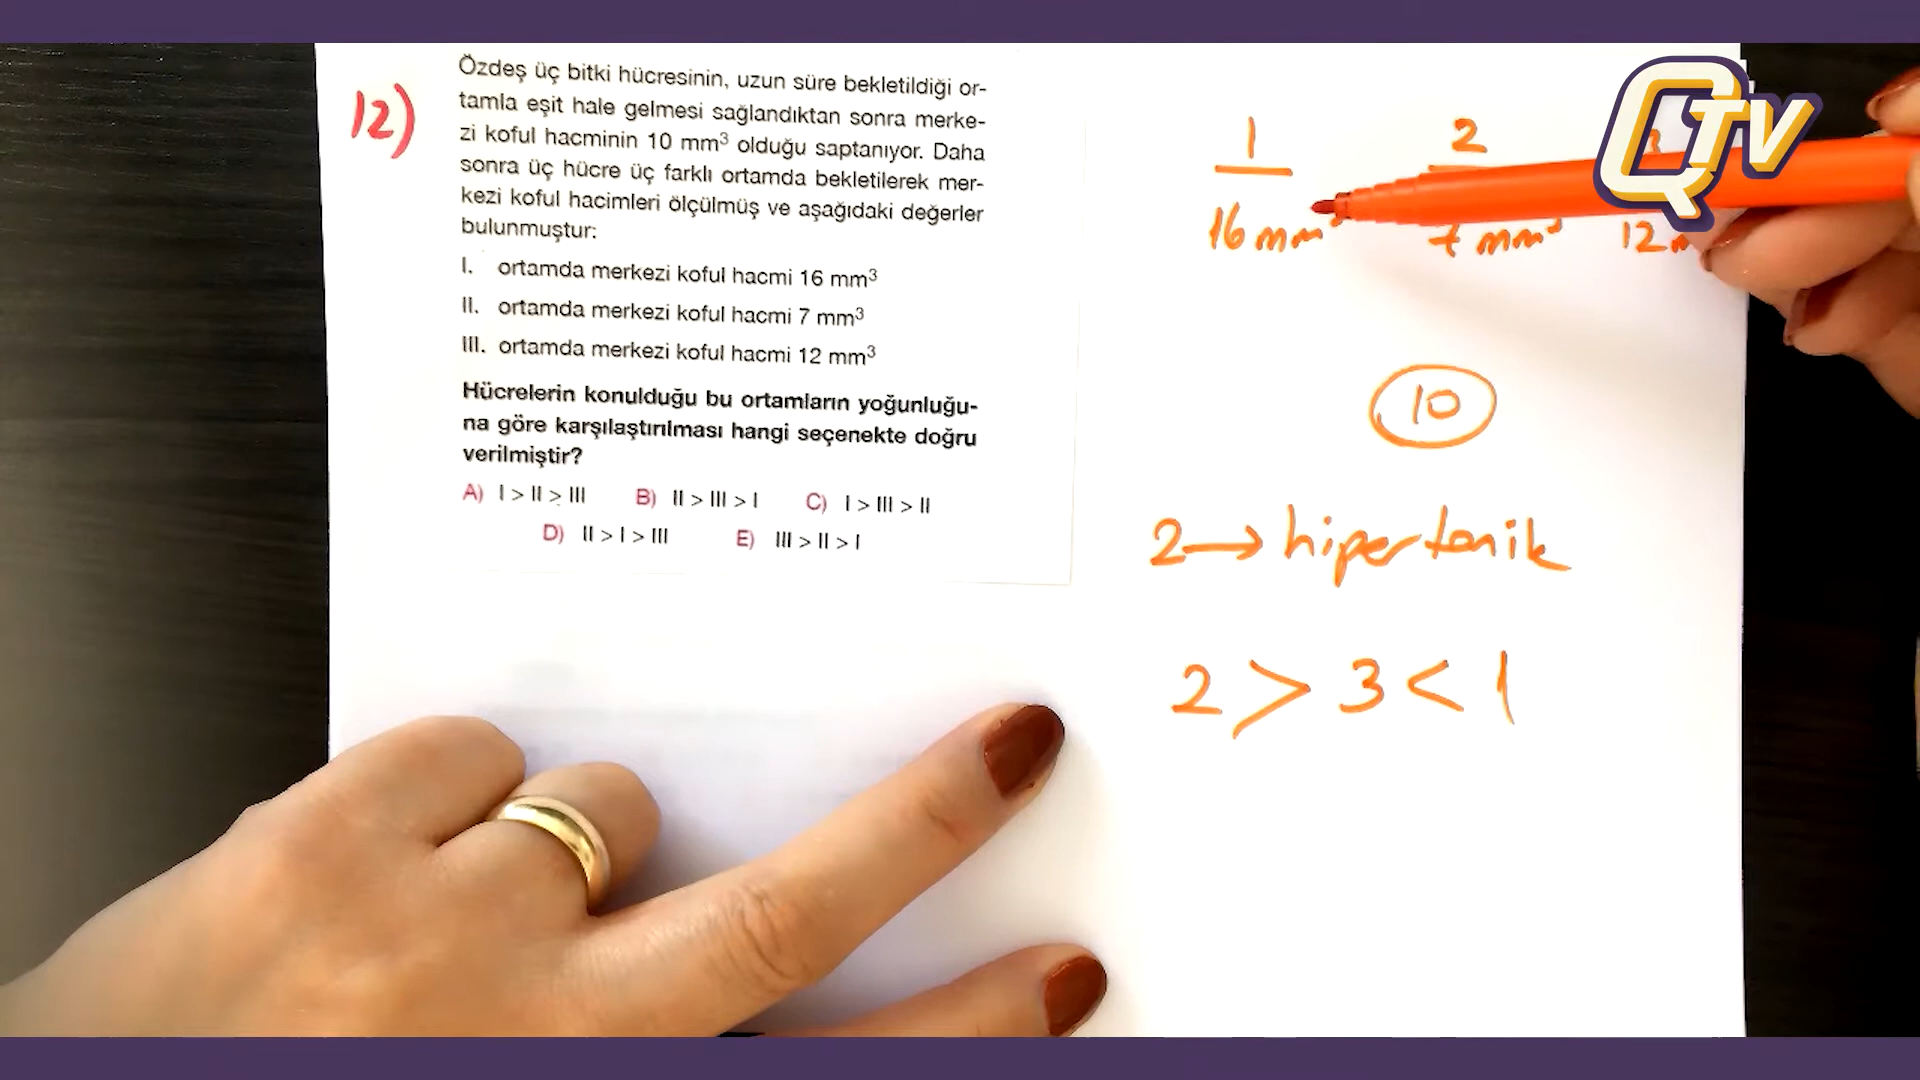 12)
Özdeş üç bitki hücresinin, uzun süre bekletildiği or-
tamla eşit hale gelmesi sağlandıktan sonra merke-
zi koful hacminin 10 mm³ olduğu saptanıyor. Daha
sonra üç hücre üç farklı ortamda bekletilerek mer-
kezi koful hacimleri ölçülmüş ve aşağıdaki değerler
bulunmuştur:
I. ortamda merkezi koful hacmi 16 mm³
II. ortamda merkezi koful hacmi 7 mm³
III. ortamda merkezi koful hacmi 12 mm³
Hücrelerin konulduğu bu ortamların yoğunluğu-
na göre karşılaştırılması hangi seçenekte doğru
verilmiştir?
A) I > II > III B) II > III > I C) I > III > II
D) II > I > III E) III > II > I
1 2
16 mm³ 7 mm³ 12
10
2 → hipertonik
2 > 3 < 1
QTV